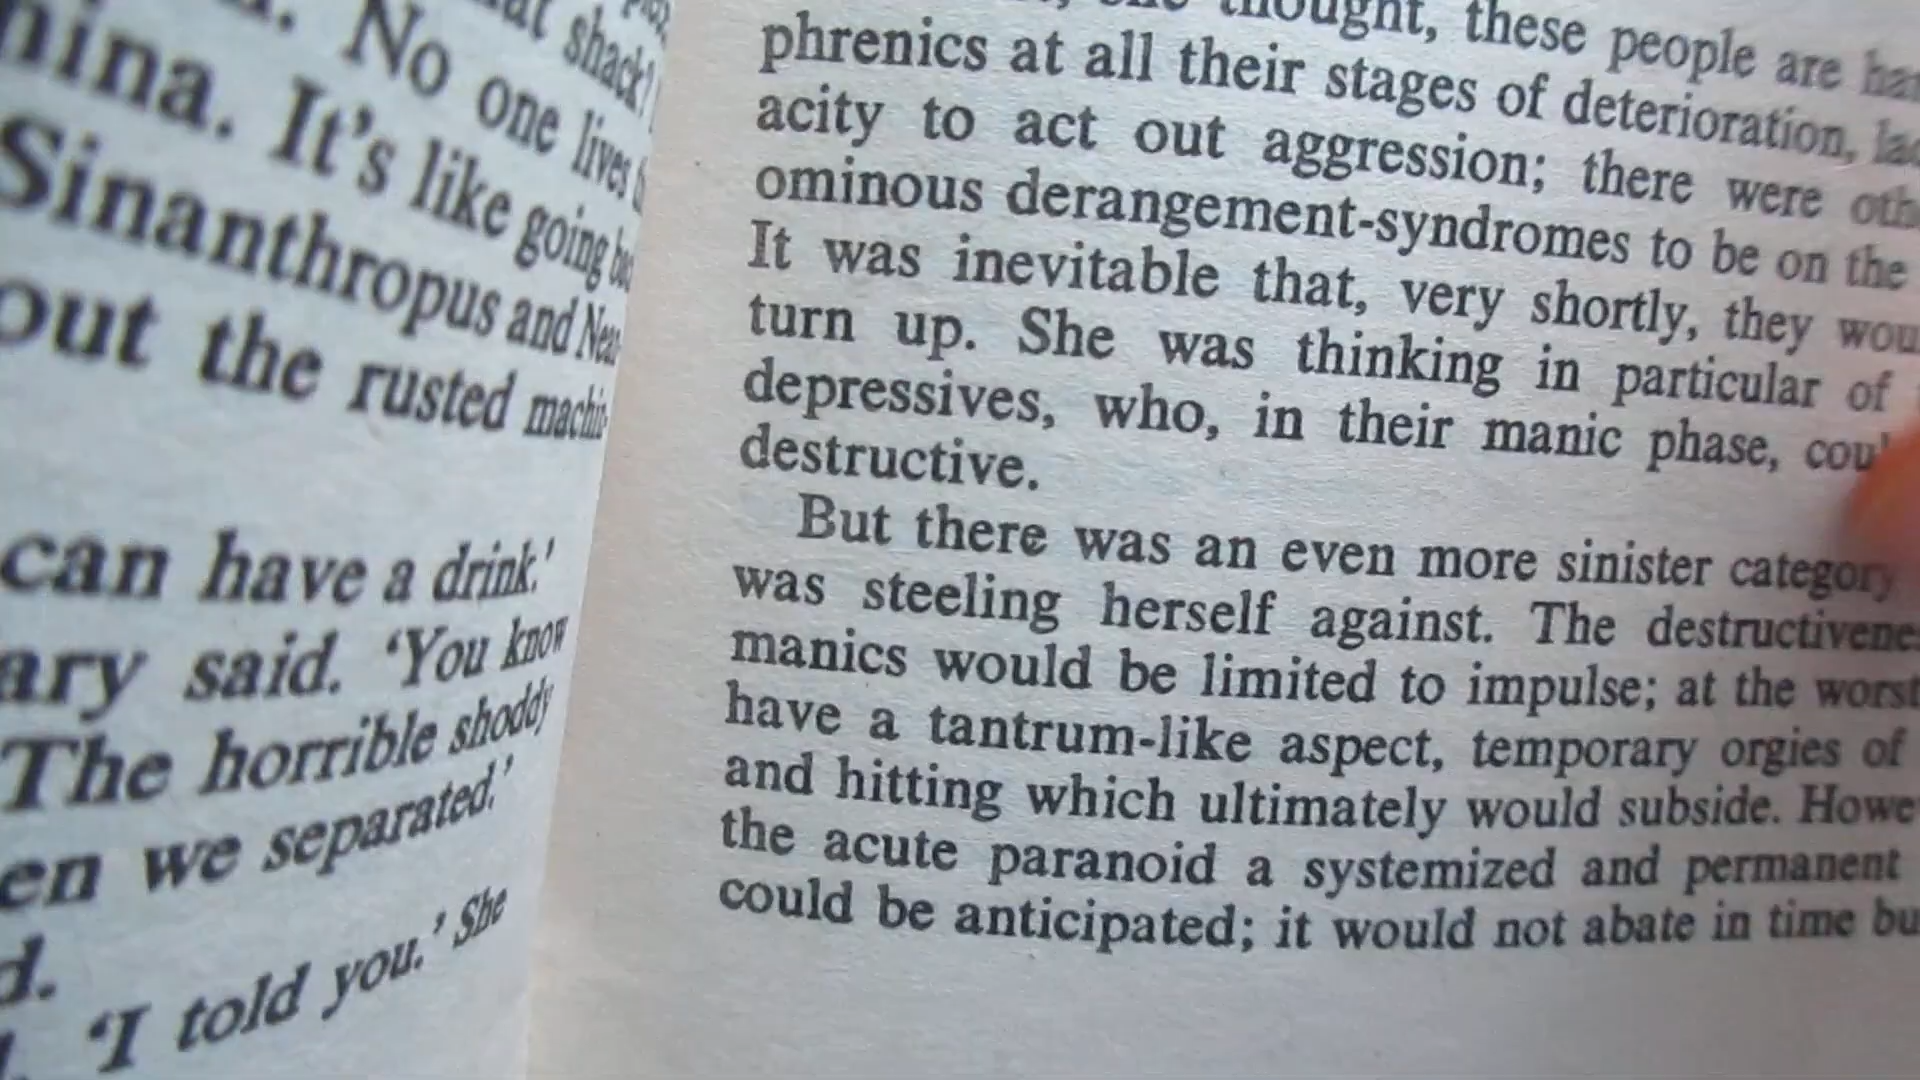 shack?
No one lives
hina. It's like going
Sinanthropus and
out the rusted
can have a drink.'
ary said. 'You know
The horrible shoddy
en we separated.'
d.
'I told you.' She
thought, these people are
phrenics at all their stages of deterioration,
acity to act out aggression; there were
ominous derangement-syndromes to be on the
It was inevitable that, very shortly, they
turn up. She was thinking in particular of
depressives, who, in their manic phase,
destructive.
But there was an even more sinister category
was steeling herself against. The
manics would be limited to impulse; at the worst
have a tantrum-like aspect, temporary orgies of
and hitting which ultimately would subside.
the acute paranoid a systemized and permanent
could be anticipated; it would not abate in time